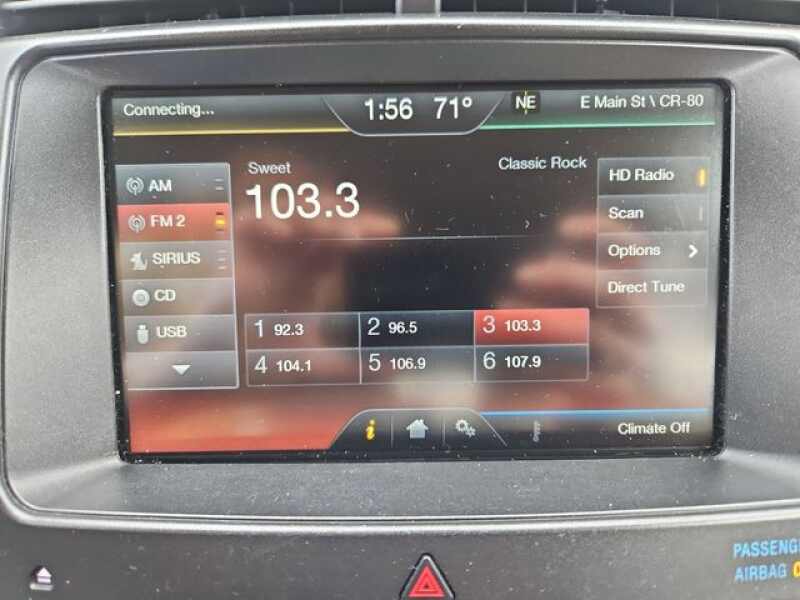 Connecting...
1:56 71°
NE
E Main St \ CR-80
AM
FM 2
SIRIUS
CD
USB
Sweet
103.3
Classic Rock
HD Radio
Scan
Options
Direct Tune
1 92.3
2 96.5
3 103.3
4 104.1
5 106.9
6 107.9
i
Climate Off
AIRBAG